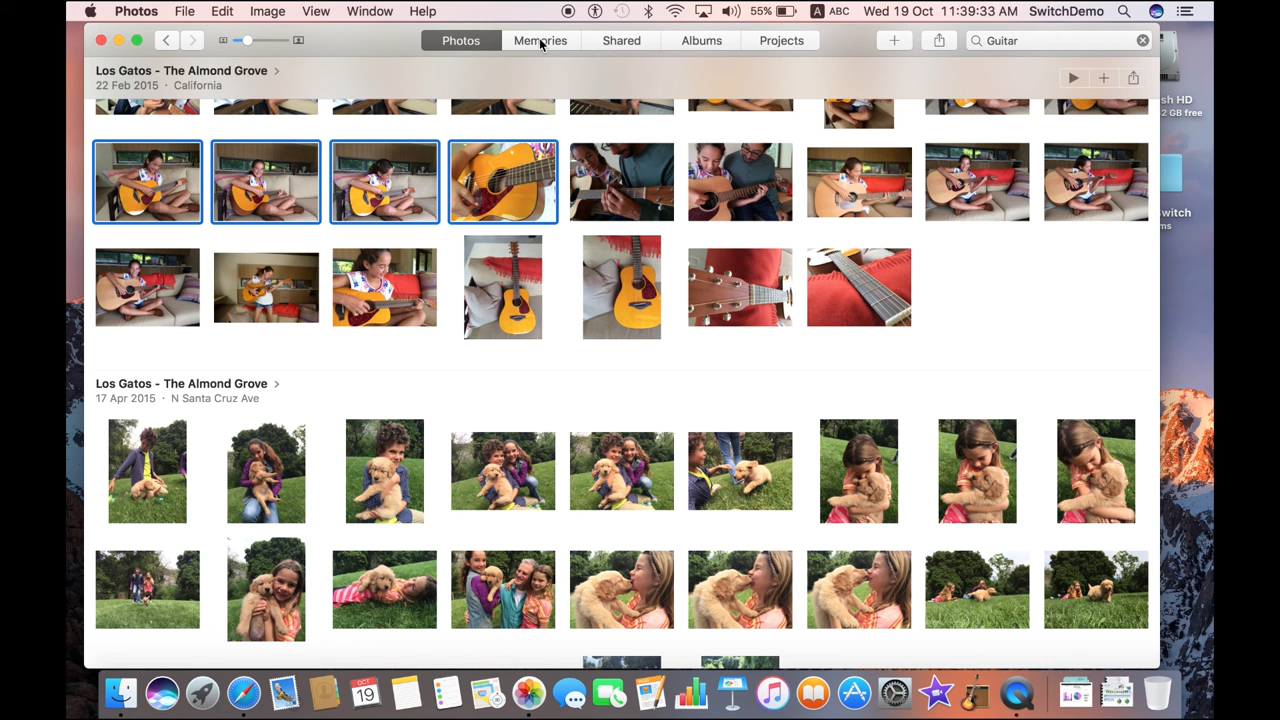 Photos File Edit Image View Window Help 55% A ABC Wed 19 Oct 11:39:33 AM SwitchDemo
Photos Memories Shared Albums Projects Guitar
Los Gatos - The Almond Grove
22 Feb 2015 · California
sh HD
2 GB free
witch
ms
Los Gatos - The Almond Grove
17 Apr 2015 · N Santa Cruz Ave
OCT
19